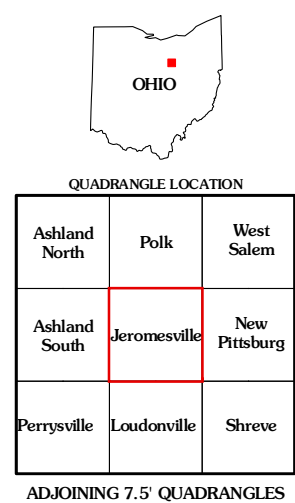 OHIO
QUADRANGLE LOCATION
Ashland
North
Polk
West
Salem
Ashland
South
Jeromesville
New
Pittsburg
Perrysville
Loudonville
Shreve
ADJOINING 7.5' QUADRANGLES